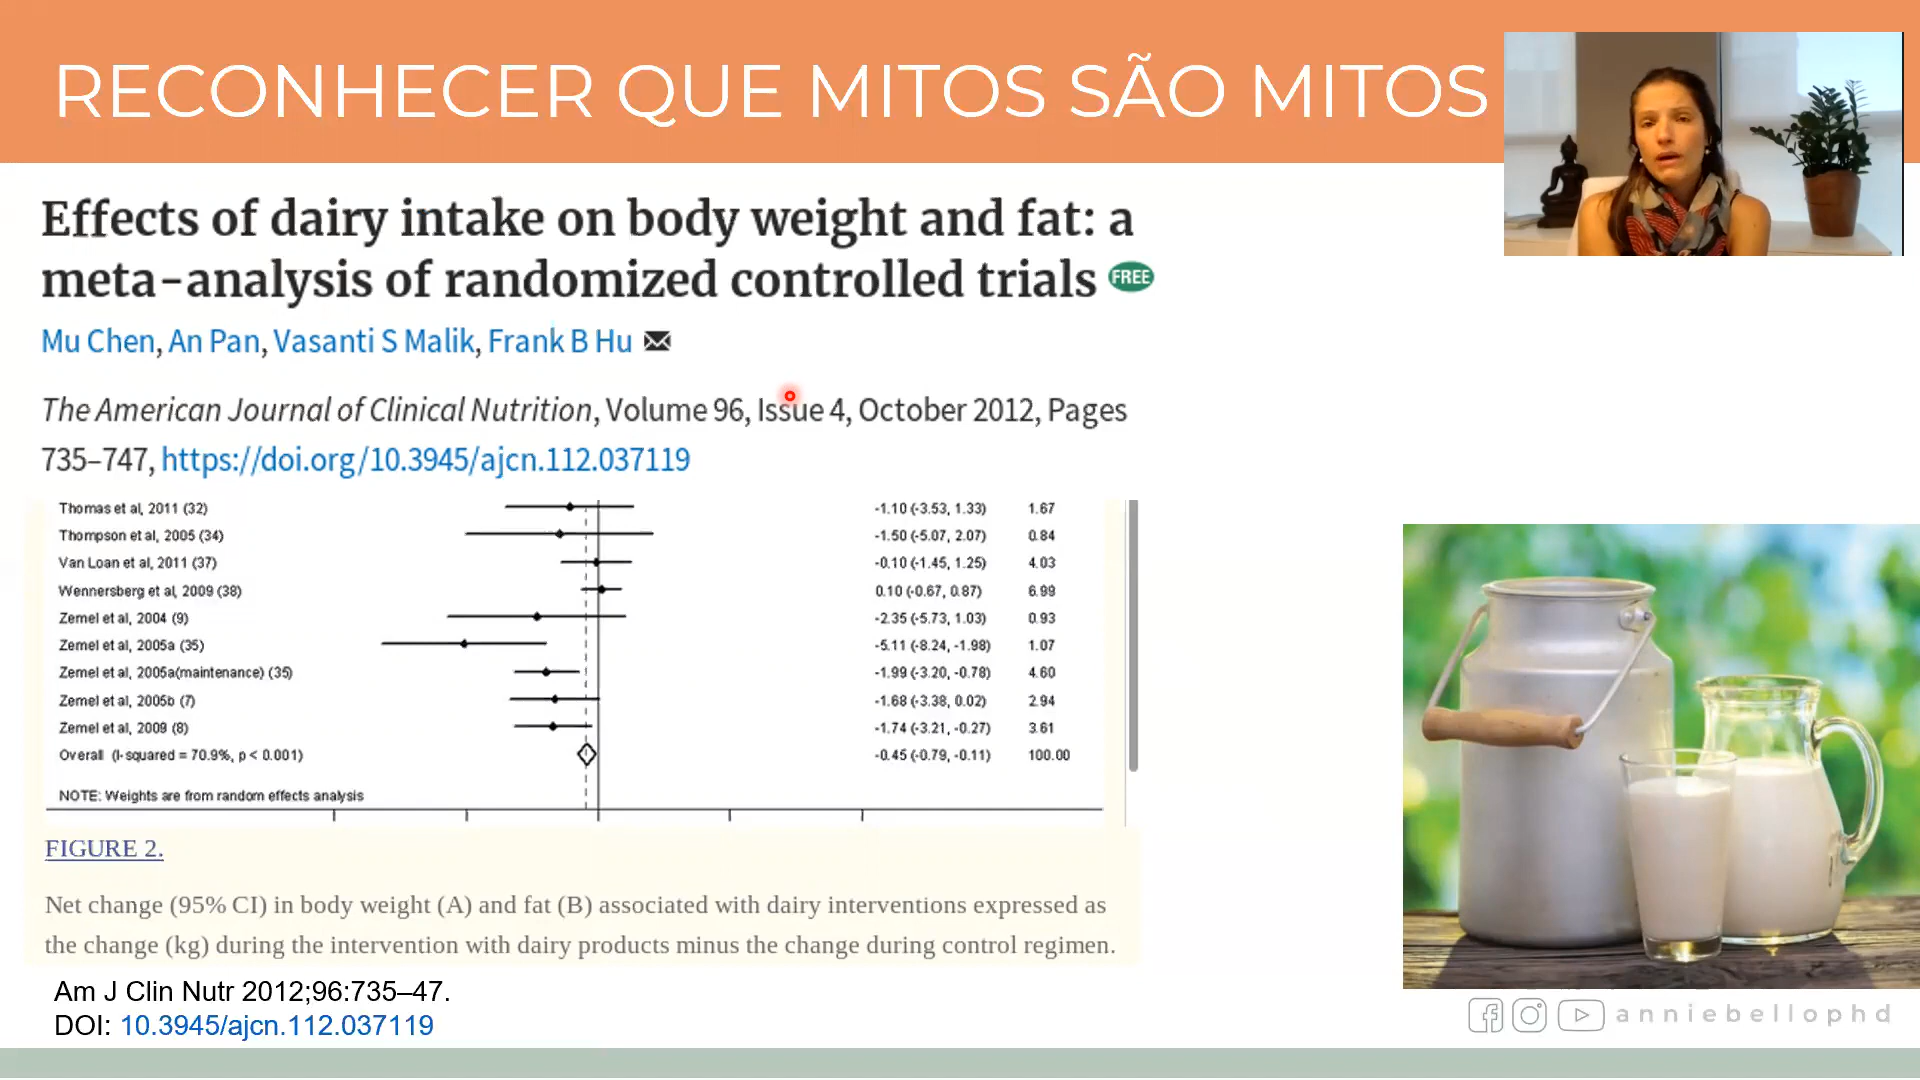 RECONHECER QUE MITOS SÃO MITOS
Effects of dairy intake on body weight and fat: a
meta-analysis of randomized controlled trials FREE
Mu Chen, An Pan, Vasanti S Malik, Frank B Hu
The American Journal of Clinical Nutrition, Volume 96, Issue 4, October 2012, Pages
735–747, https://doi.org/10.3945/ajcn.112.037119
Thomas et al, 2011 (32) -1.10 (-3.53, 1.33) 1.67
Thompson et al, 2005 (34) -1.50 (-5.07, 2.07) 0.84
Van Loan et al, 2011 (37) -0.10 (-1.45, 1.25) 4.03
Wennersberg et al, 2009 (38) 0.10 (-0.67, 0.87) 6.99
Zemel et al, 2004 (9) -2.35 (-5.73, 1.03) 0.93
Zemel et al, 2005a (35) -5.11 (-8.24, -1.98) 1.07
Zemel et al, 2005a(maintenance) (35) -1.99 (-3.20, -0.78) 4.60
Zemel et al, 2005b (7) -1.68 (-3.38, 0.02) 2.94
Zemel et al, 2009 (8) -1.74 (-3.21, -0.27) 3.61
Overall (I-squared = 70.9%, p < 0.001) -0.45 (-0.79, -0.11) 100.00
NOTE: Weights are from random effects analysis
FIGURE 2.
Net change (95% CI) in body weight (A) and fat (B) associated with dairy interventions expressed as
the change (kg) during the intervention with dairy products minus the change during control regimen.
Am J Clin Nutr 2012;96:735–47.
DOI: 10.3945/ajcn.112.037119
anniebellophd